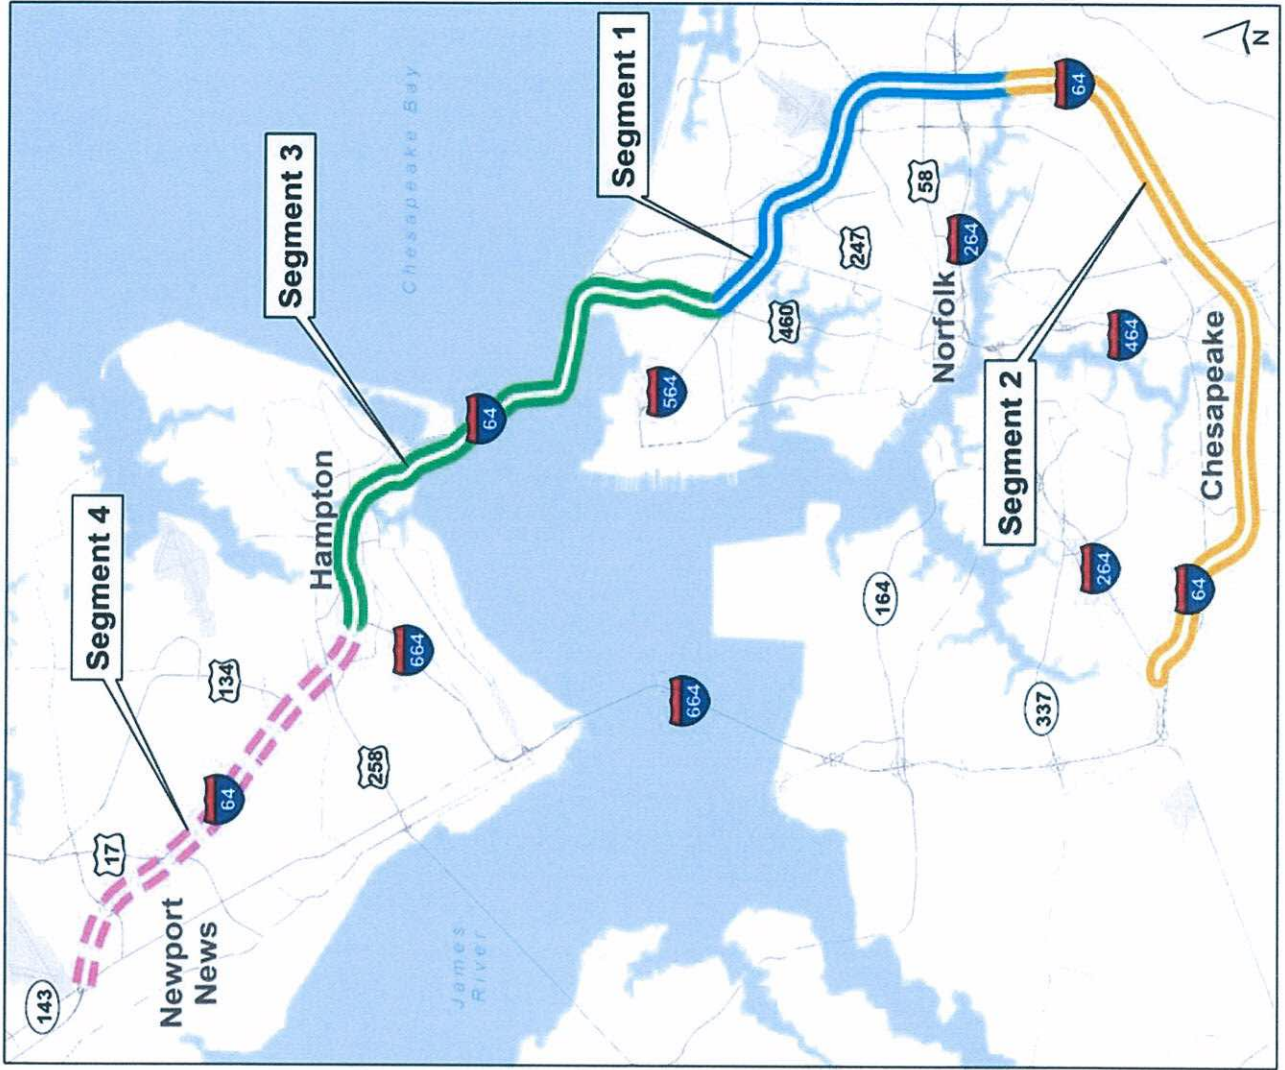 143
Segment 4
17
Newport
News
134
64
Segment 3
Hampton
258
664
Chesapeake Bay
James
River
64
Segment 1
564
664
460
247
164
58
Norfolk
264
Segment 2
337
64
264
464
64
Chesapeake
N